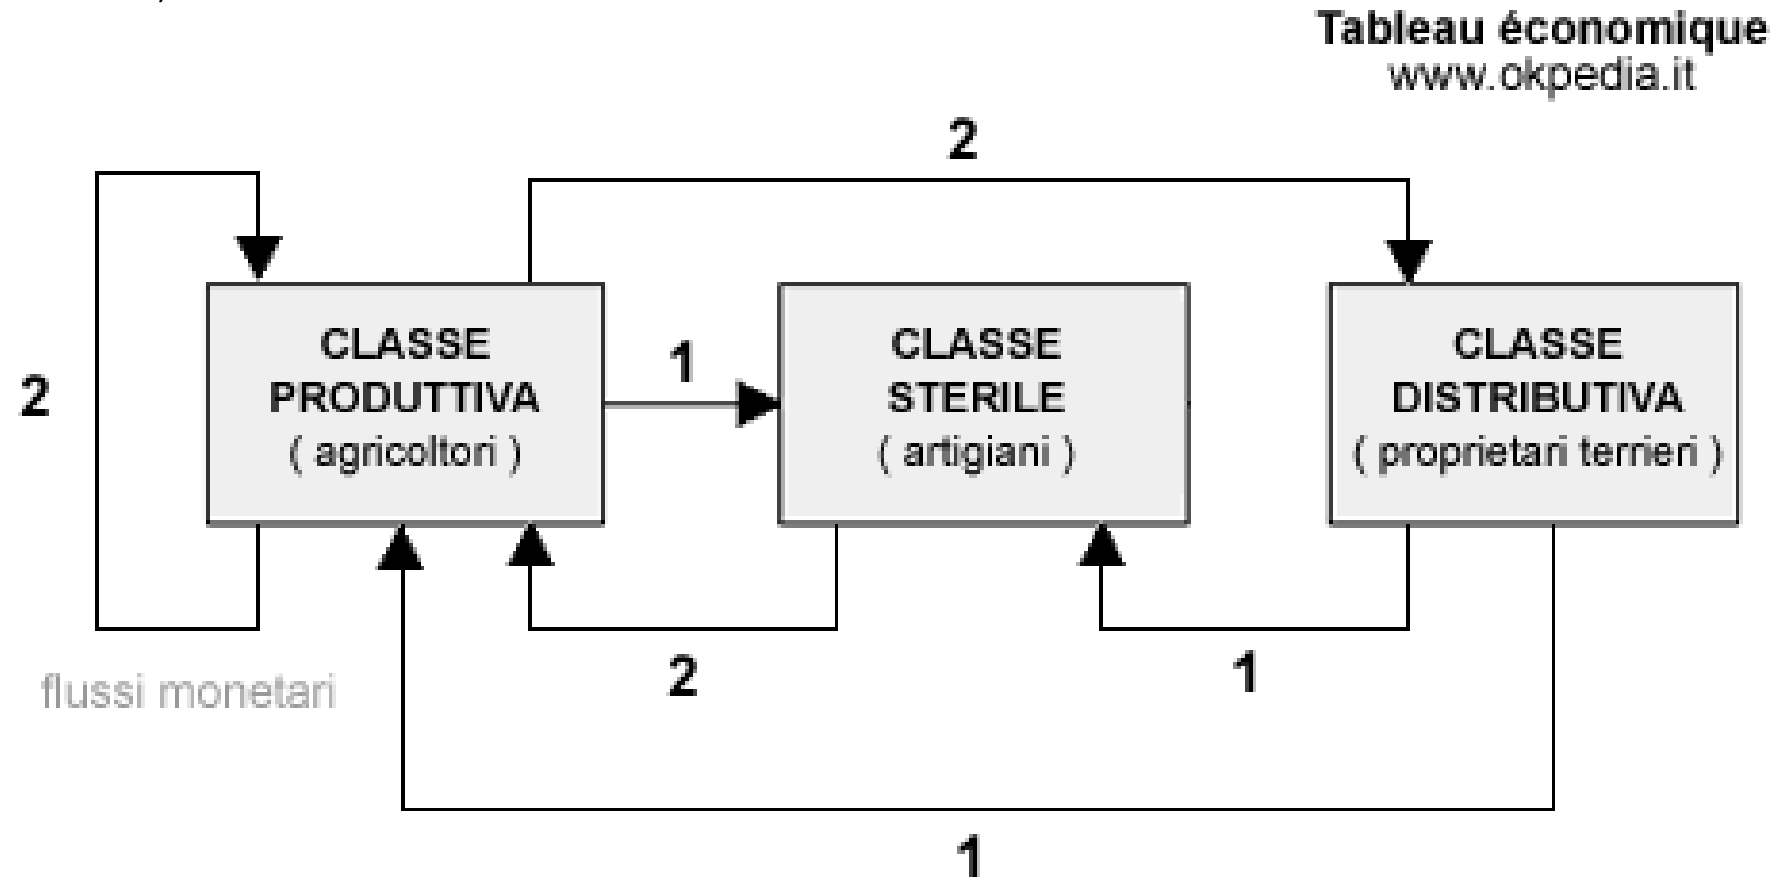 Tableau économique
www.okpedia.it
2
2
CLASSE
PRODUTTIVA
( agricoltori )
1
CLASSE
STERILE
( artigiani )
CLASSE
DISTRIBUTIVA
( proprietari terrieri )
flussi monetari
2
1
1